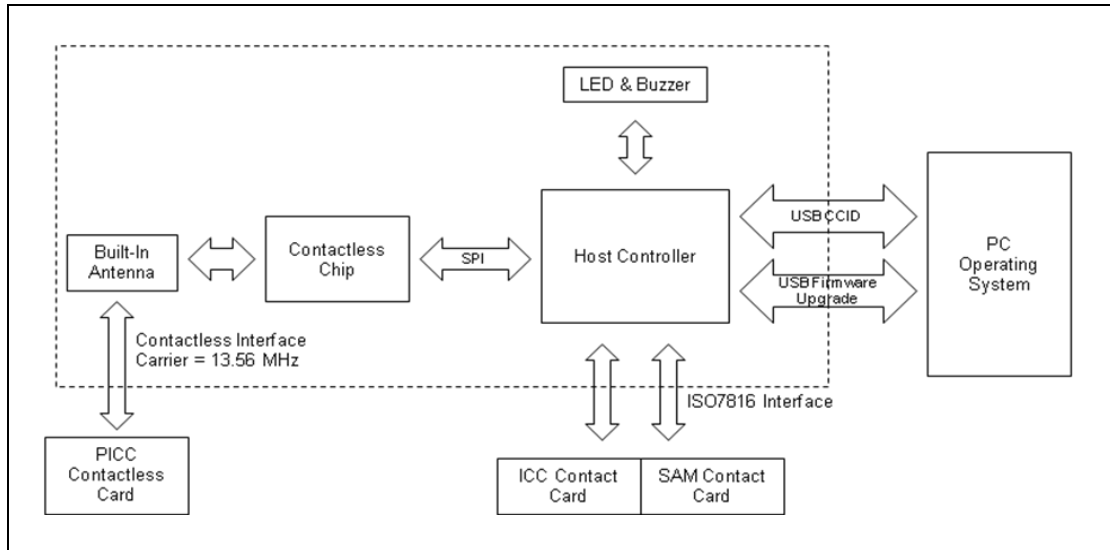 LED & Buzzer
USB CCID
PC
Operating
System
Built-In
Antenna
Contactless
Chip
SPI
Host Controller
USB Firmware
Upgrade
Contactless Interface
Carrier = 13.56 MHz
ISO7816 Interface
PICC
Contactless
Card
ICC Contact
Card
SAM Contact
Card